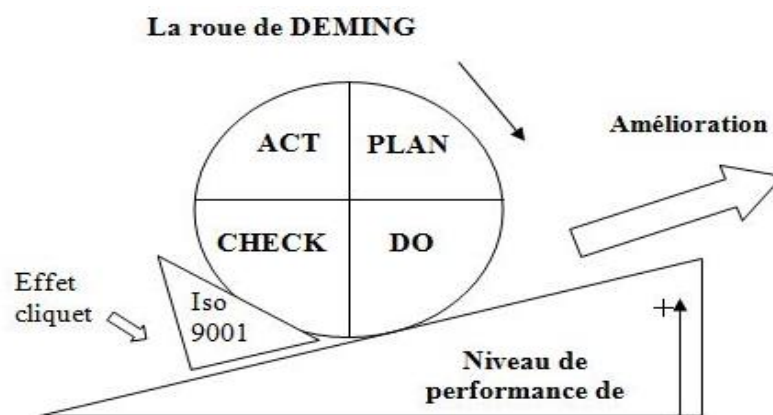 La roue de DEMING
Amélioration
ACT
PLAN
CHECK
DO
Effet
cliquet
Iso
9001
+
Niveau de
performance de